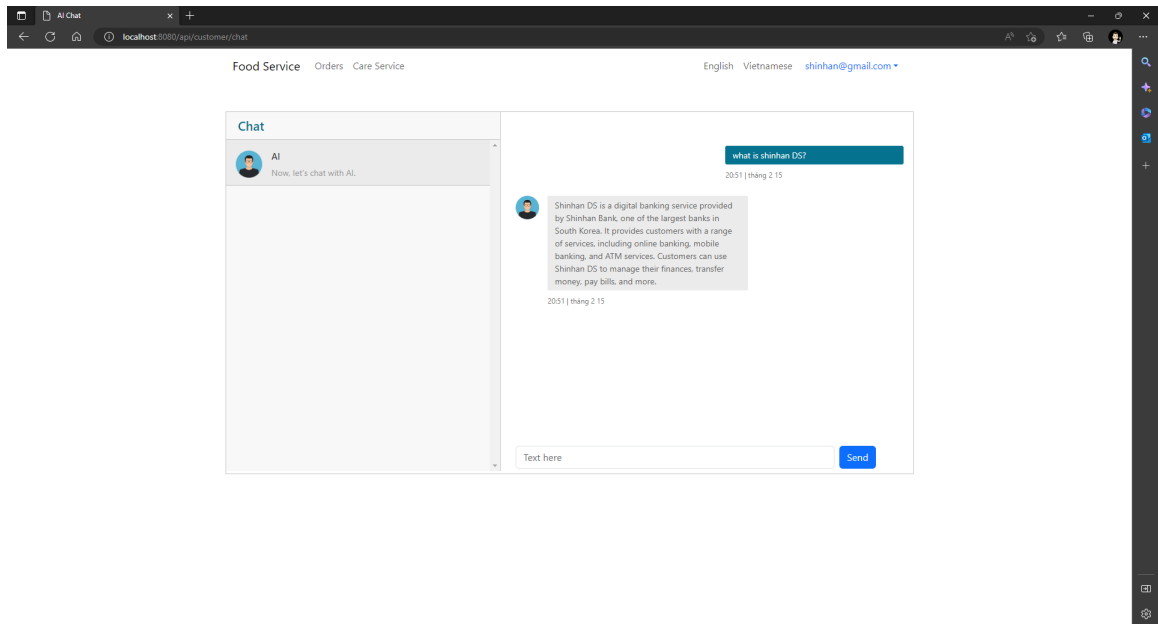 AI Chat
localhost:8080/api/customer/chat
Food Service Orders Care Service English Vietnamese shinhan@gmail.com
Chat
AI
Now, let's chat with AI.
what is shinhan DS?
20:51 | tháng 2 15
Shinhan DS is a digital banking service provided
by Shinhan Bank, one of the largest banks in
South Korea. It provides customers with a range
of services, including online banking, mobile
banking, and ATM services. Customers can use
Shinhan DS to manage their finances, transfer
money, pay bills, and more.
20:51 | tháng 2 15
Text here
Send